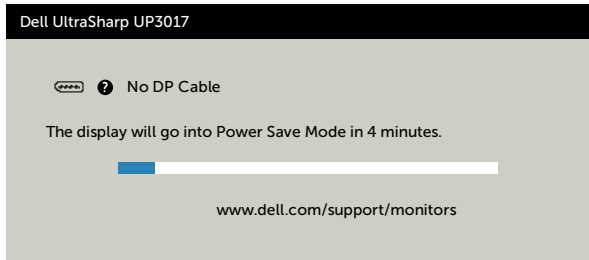 Dell UltraSharp UP3017
? No DP Cable
The display will go into Power Save Mode in 4 minutes.
www.dell.com/support/monitors